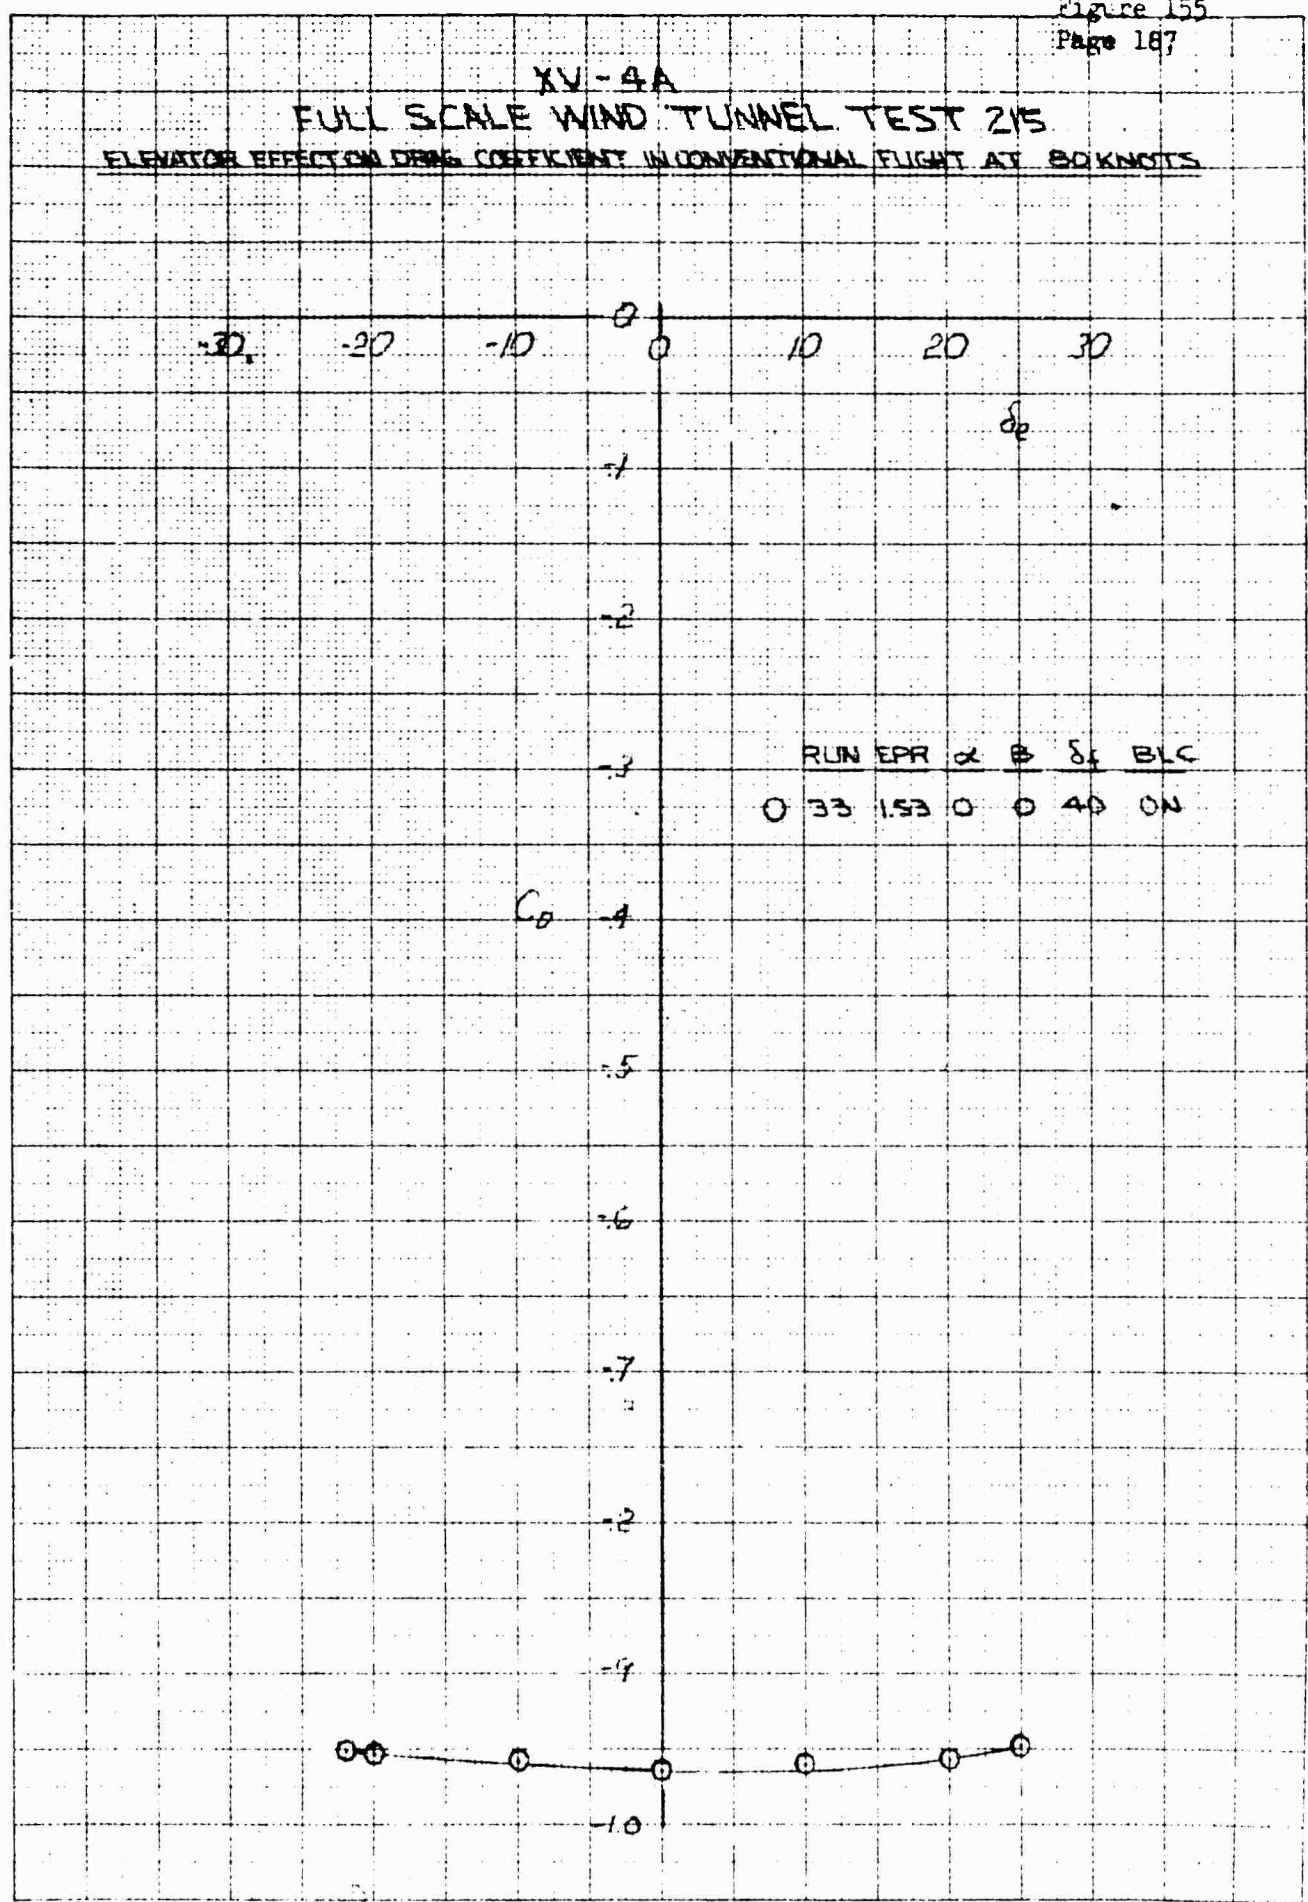 Figure 155
Page 187
XV-4A
FULL SCALE WIND TUNNEL TEST 215
ELEVATOR EFFECT ON DRAG COEFFICIENT IN CONVENTIONAL FLIGHT AT 80 KNOTS
0
-30 -20 -10 0 10 20 30
δe
-.1
-.2
-.3
RUN EPR α B δf BLC
O 33 1.53 0 0 40 ON
CD -.4
-.5
-.6
-.7
-.9
-1.0